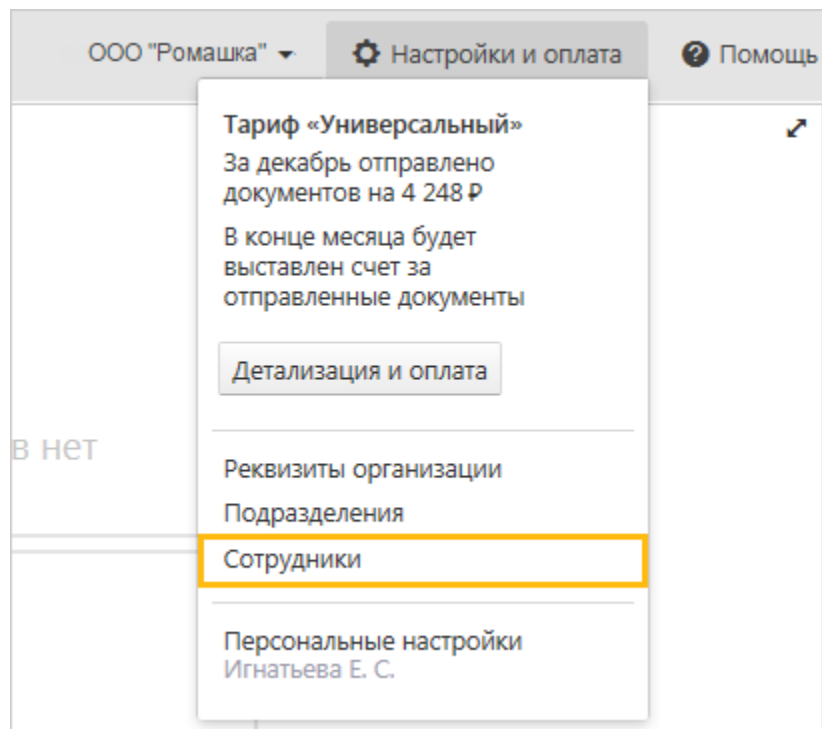 ООО "Ромашка" Настройки и оплата Помощь
Тариф «Универсальный»
За декабрь отправлено
документов на 4 248 ₽
В конце месяца будет
выставлен счет за
отправленные документы
Детализация и оплата
в нет
Реквизиты организации
Подразделения
Сотрудники
Персональные настройки
Игнатьева Е. С.